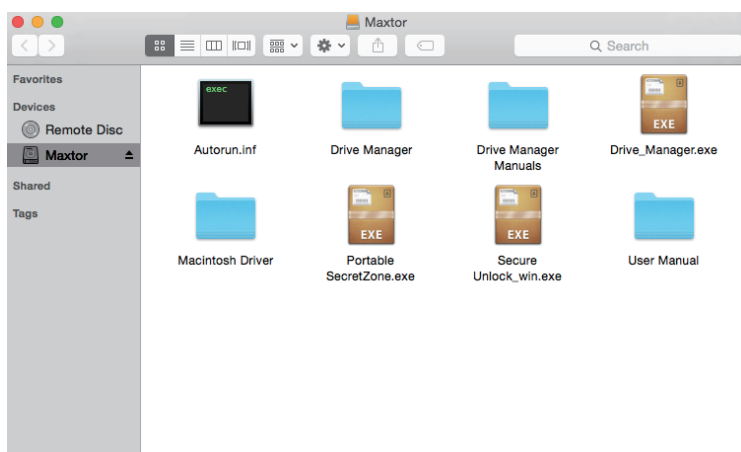 Maxtor
Search
Favorites
Devices
Remote Disc
Maxtor
Shared
Tags
exec
Autorun.inf
Drive Manager
Drive Manager
Manuals
EXE
Drive_Manager.exe
Macintosh Driver
EXE
Portable
SecretZone.exe
EXE
Secure
Unlock_win.exe
User Manual